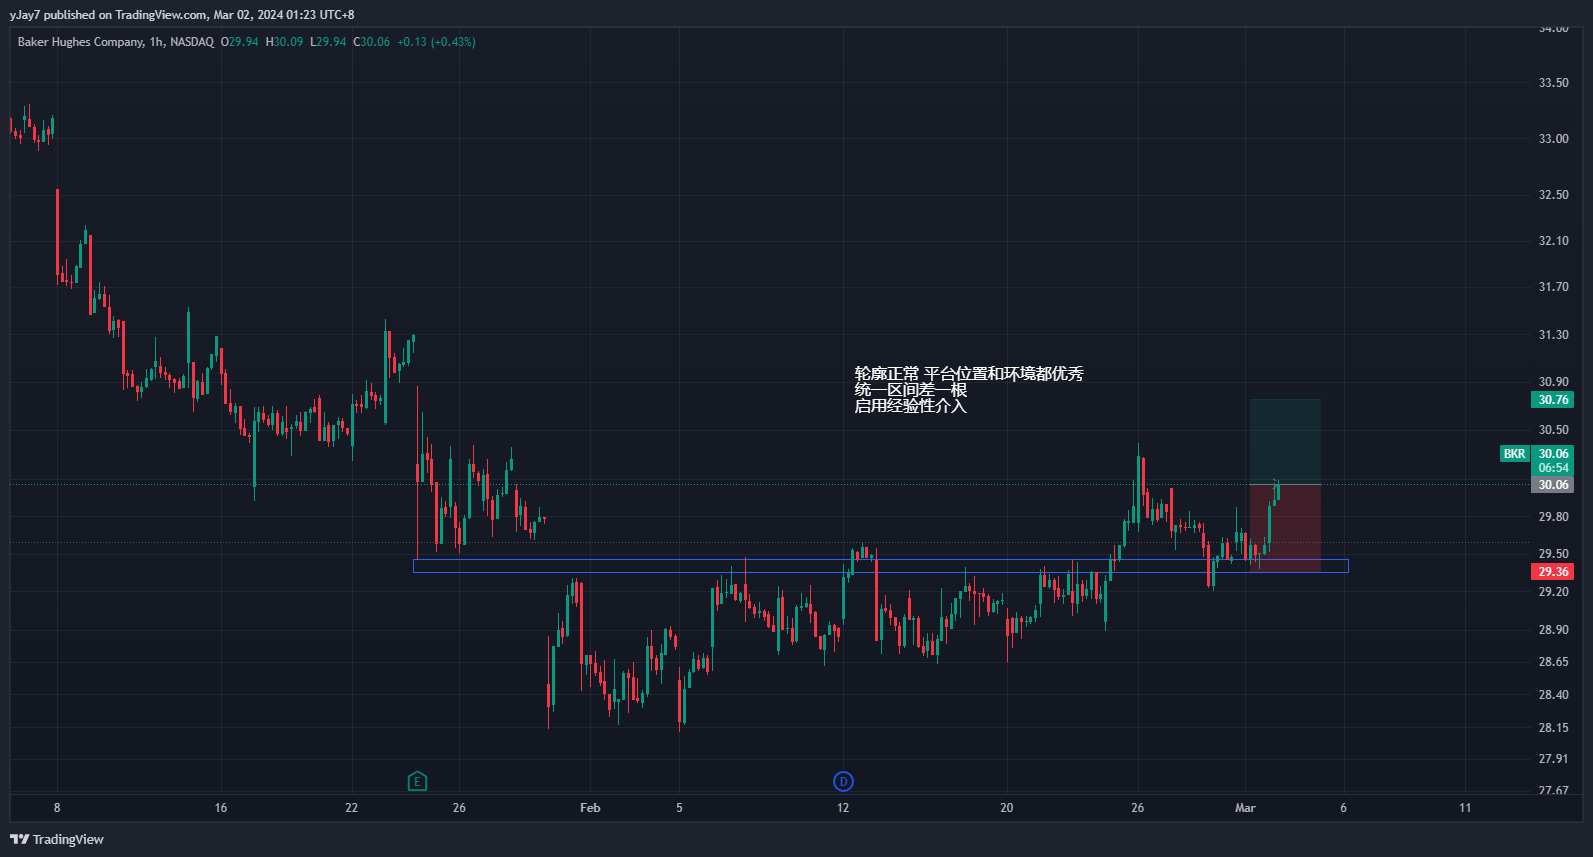 yJay7 published on TradingView.com, Mar 02, 2024 01:23 UTC+8
Baker Hughes Company, 1h, NASDAQ O29.94 H30.09 L29.94 C30.06 +0.13 (+0.43%)
34.00
33.50
33.00
32.50
32.10
31.70
31.30
轮廓正常 平台位置和环境都优秀
统一区间差一根
启用经验性介入
30.90
30.76
30.50
BKR 30.06
06:54
30.06
29.80
29.50
29.36
29.20
28.90
28.65
28.40
28.15
27.91
27.67
E
D
8 16 22 26 Feb 5 12 20 26 Mar 6 11
TradingView